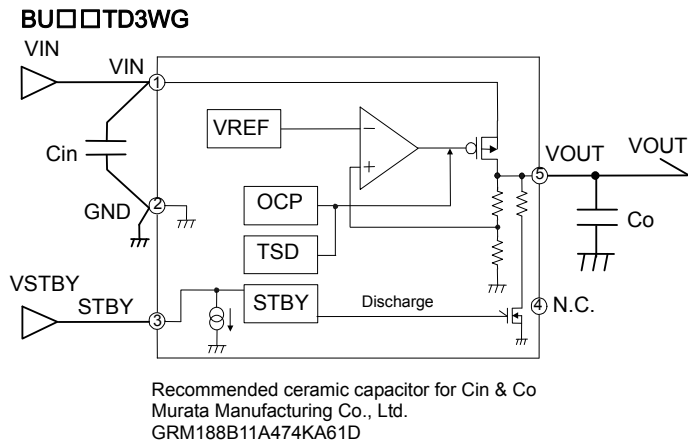 BU□□TD3WG
VIN
VIN
1
VREF
−
+
VOUT
VOUT
5
Cin
2
GND
OCP
TSD
Co
VSTBY
STBY
3
STBY
Discharge
4
N.C.
Recommended ceramic capacitor for Cin & Co
Murata Manufacturing Co., Ltd.
GRM188B11A474KA61D